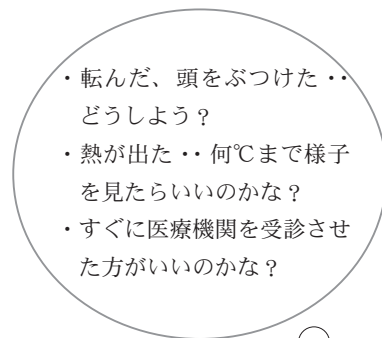 ・転んだ、頭をぶつけた・・
どうしよう？
・熱が出た・・何℃まで様子
を見たらいいのかな？
・すぐに医療機関を受診させ
た方がいいのかな？